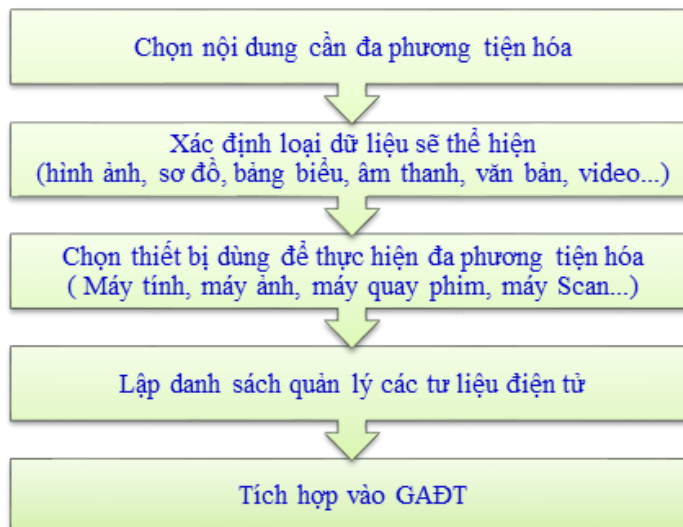 Chọn nội dung cần đa phương tiện hóa
Xác định loại dữ liệu sẽ thể hiện
(hình ảnh, sơ đồ, bảng biểu, âm thanh, văn bản, video...)
Chọn thiết bị dùng để thực hiện đa phương tiện hóa
( Máy tính, máy ảnh, máy quay phim, máy Scan...)
Lập danh sách quản lý các tư liệu điện tử
Tích hợp vào GAĐT